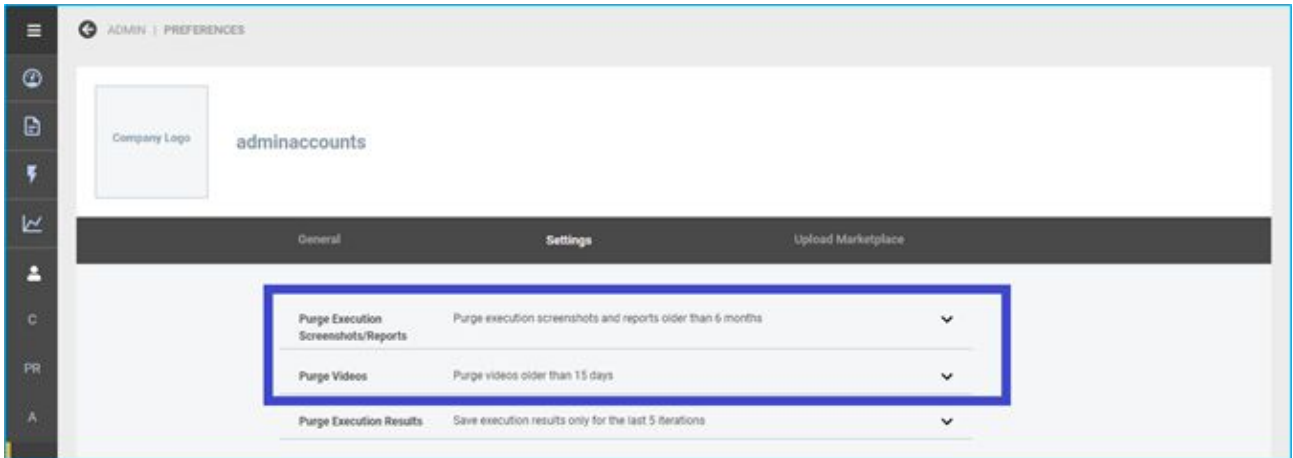 ADMIN | PREFERENCES
Company Logo
adminaccounts
General Settings Upload Marketplace
Purge Execution Purge execution screenshots and reports older than 6 months
Screenshots/Reports
Purge Videos Purge videos older than 15 days
C
PR
A
Purge Execution Results Save execution results only for the last 5 iterations